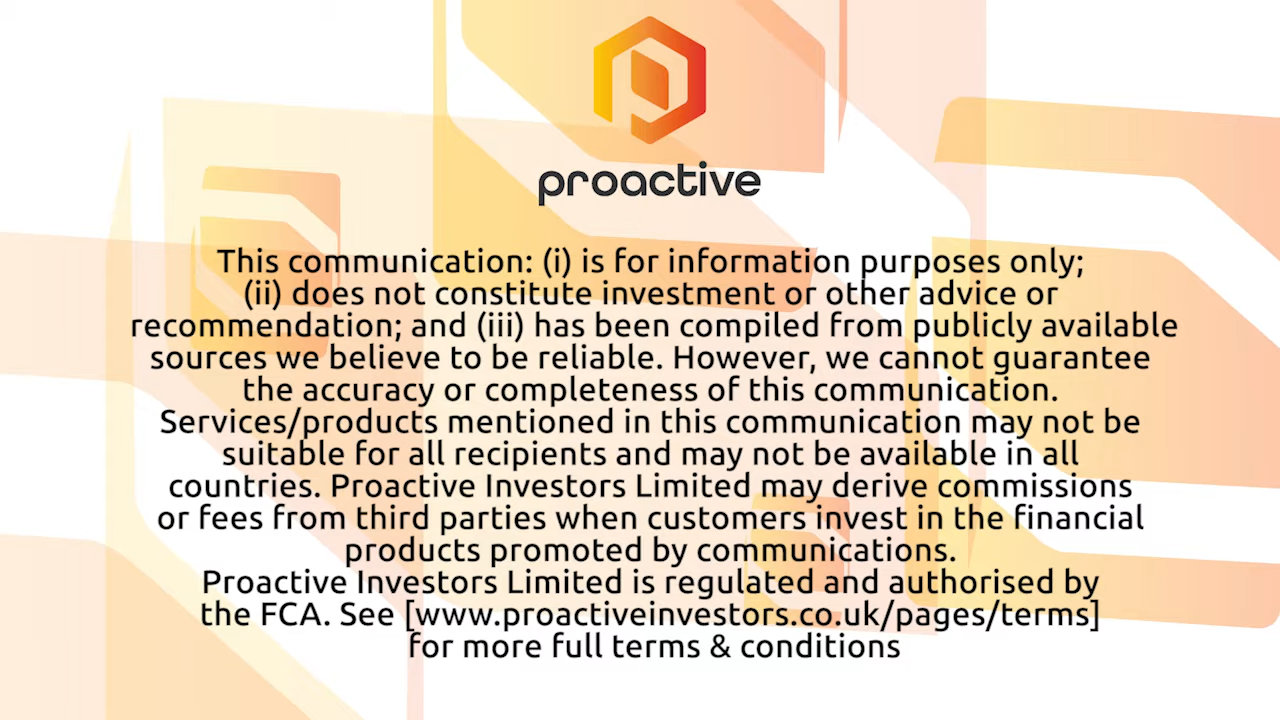 proactive
This communication: (i) is for information purposes only;
(ii) does not constitute investment or other advice or
recommendation; and (iii) has been compiled from publicly available
sources we believe to be reliable. However, we cannot guarantee
the accuracy or completeness of this communication.
Services/products mentioned in this communication may not be
suitable for all recipients and may not be available in all
countries. Proactive Investors Limited may derive commissions
or fees from third parties when customers invest in the financial
products promoted by communications.
Proactive Investors Limited is regulated and authorised by
the FCA. See [www.proactiveinvestors.co.uk/pages/terms]
for more full terms & conditions